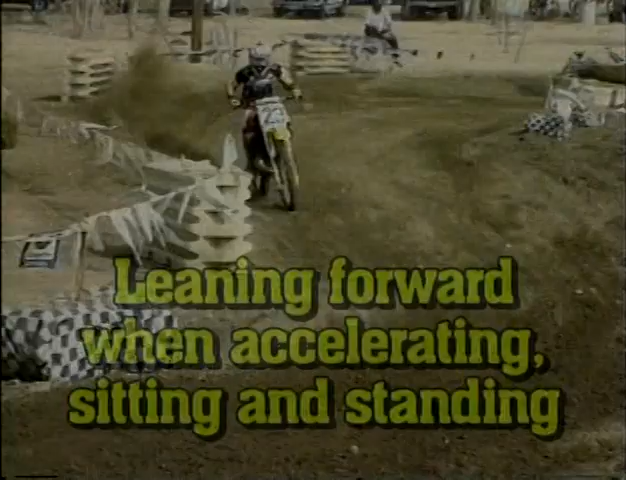 Leaning forward
when accelerating,
sitting and standing